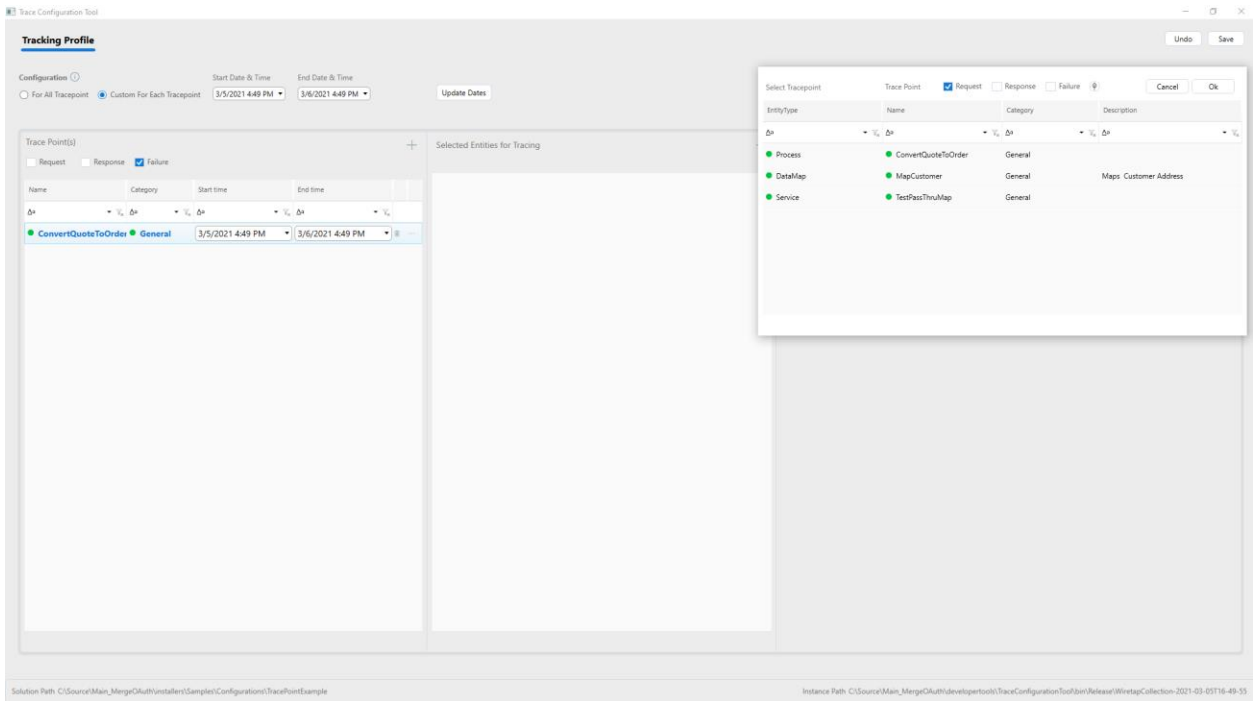 Trace Configuration Tool
Tracking Profile
Undo Save
Configuration
Start Date & Time End Date & Time
For All Tracepoint Custom For Each Tracepoint 3/5/2021 4:49 PM 3/6/2021 4:49 PM Update Dates
Trace Point(s)
Request Response Failure
Name Category Start time End time
ConvertQuoteToOrder General 3/5/2021 4:49 PM 3/6/2021 4:49 PM
Selected Entities for Tracing
Select Tracepoint Trace Point Request Response Failure Cancel Ok
EntityType Name Category Description
Process ConvertQuoteToOrder General
DataMap MapCustomer General Maps Customer Address
Service TestPassThruMap General
Solution Path C:\Source\Main_MergeOAuth\installers\Samples\Configurations\TracePointExample
Instance Path C:\Source\Main_MergeOAuth\developertools\TraceConfigurationTool\bin\Release\WiretapCollection-2021-03-05T16-49-55